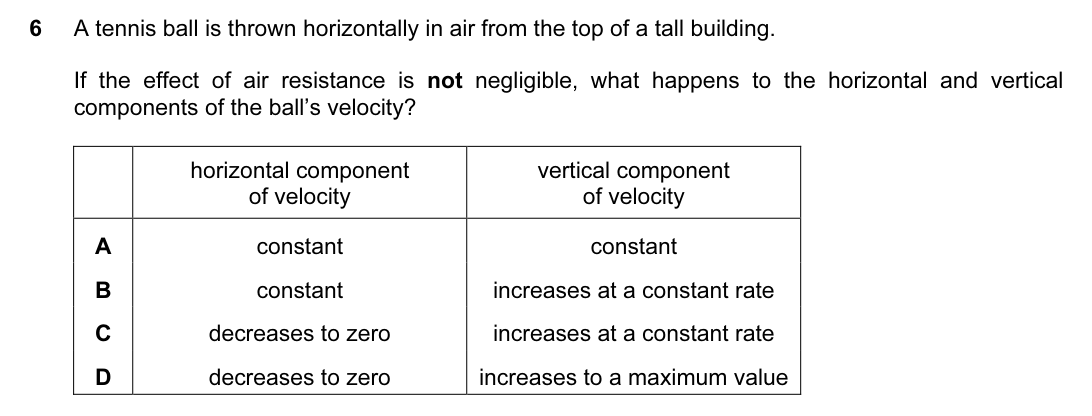 6 A tennis ball is thrown horizontally in air from the top of a tall building.
If the effect of air resistance is not negligible, what happens to the horizontal and vertical
components of the ball's velocity?
horizontal component vertical component
of velocity of velocity
A constant constant
B constant increases at a constant rate
C decreases to zero increases at a constant rate
D decreases to zero increases to a maximum value